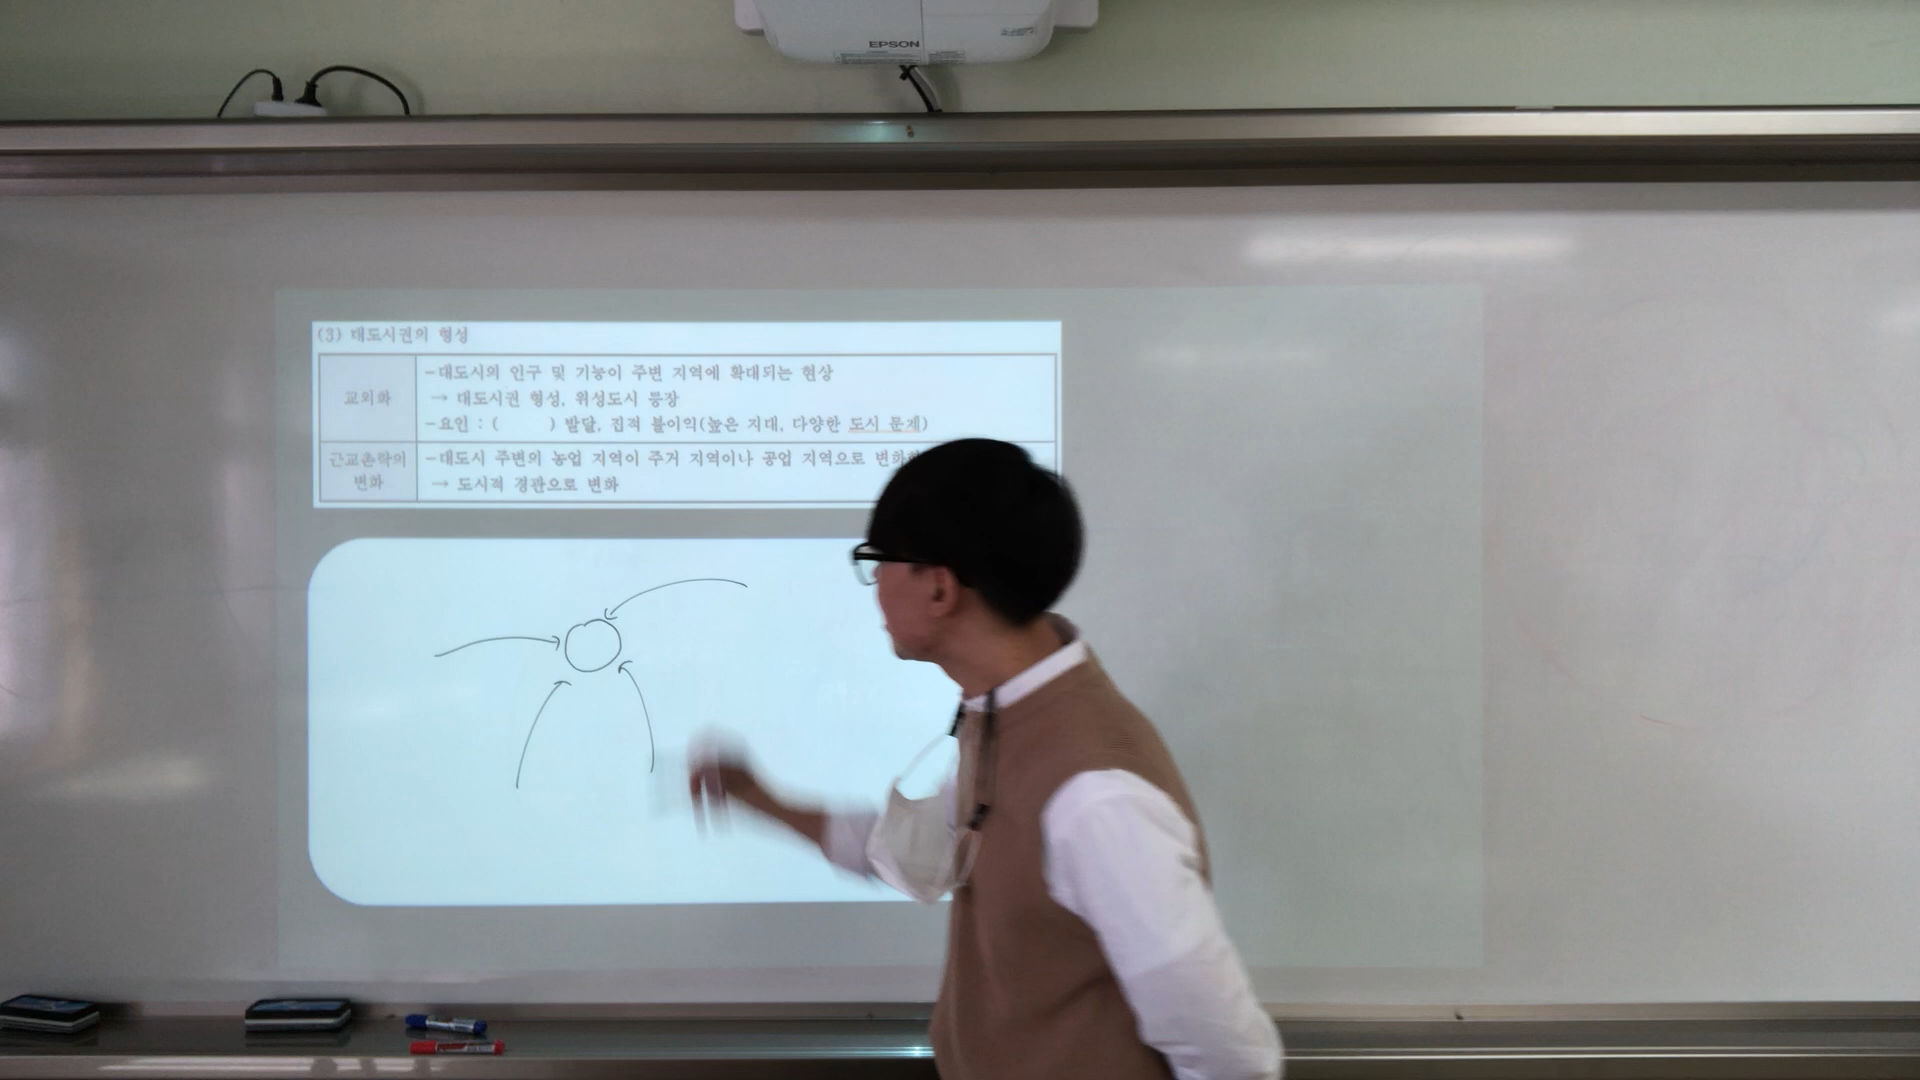 EPSON
(3) 대도시권의 형성
교외화
-대도시의 인구 및 기능이 주변 지역에 확대되는 현상
→ 대도시권 형성, 위성도시 등장
-요인 : ( ) 발달, 집적 불이익(높은 지대, 다양한 도시 문제)
근교촌락의
변화
-대도시 주변의 농업 지역이 주거 지역이나 공업 지역으로
→ 도시적 경관으로 변화